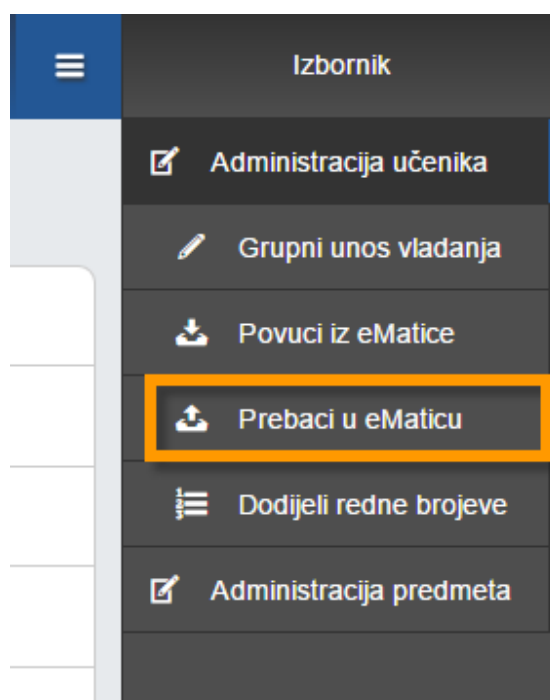 Izbornik
Administracija učenika
Grupni unos vladanja
Povuci iz eMatice
Prebaci u eMaticu
Dodijeli redne brojeve
Administracija predmeta